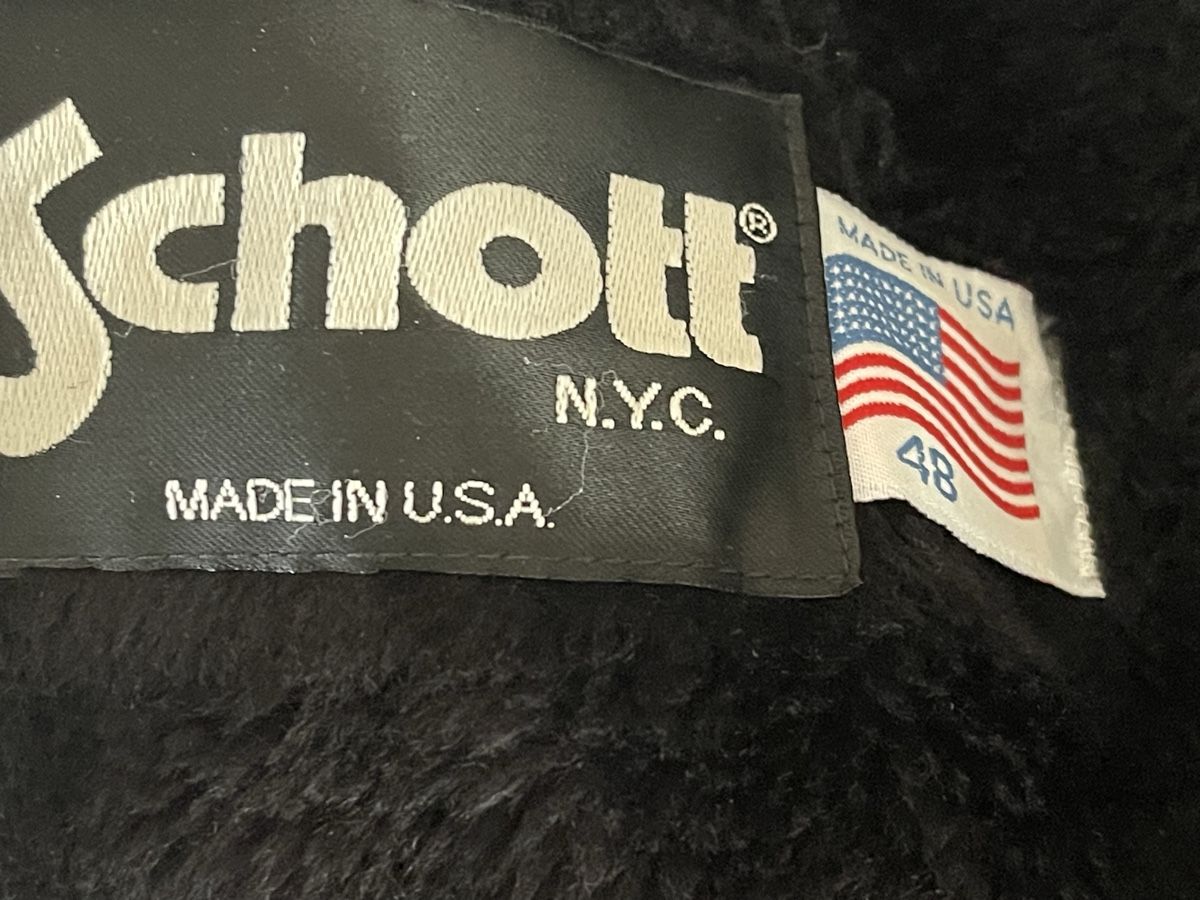 Schott®
N.Y.C.
MADE IN U.S.A.
MADE IN USA
48